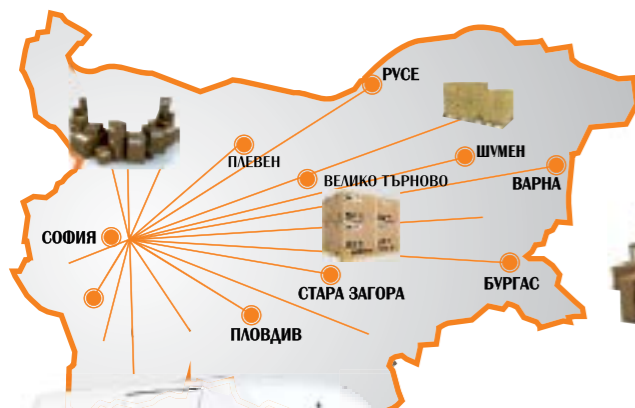 РУСЕ
ПЛЕВЕН
ШУМЕН
ВЕЛИКО ТЪРНОВО
ВАРНА
СОФИЯ
СТАРА ЗАГОРА
БУРГАС
ПЛОВДИВ